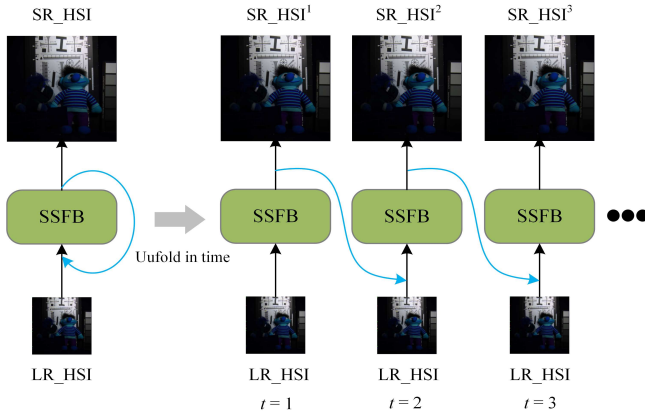 SR_HSI SR_HSI¹ SR_HSI² SR_HSI³
SSFB SSFB SSFB SSFB
Uufold in time
LR_HSI LR_HSI LR_HSI LR_HSI
t = 1 t = 2 t = 3